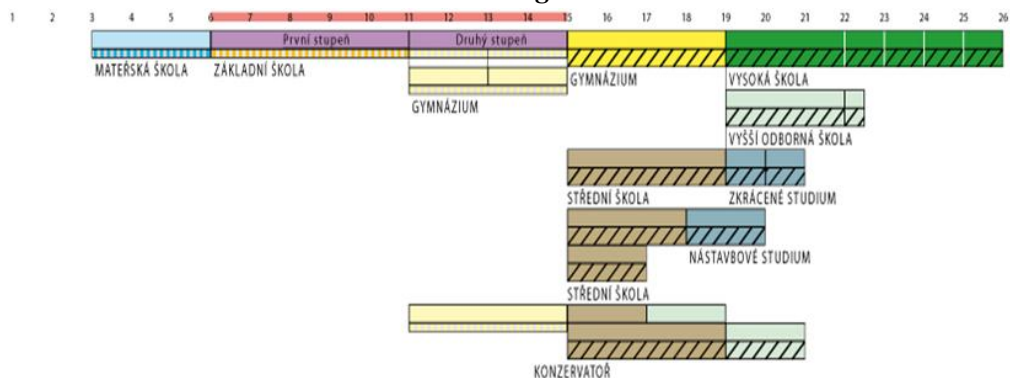 1 2 3 4 5 6 7 8 9 10 11 12 13 14 15 16 17 18 19 20 21 22 23 24 25 26
První stupeň Druhý stupeň
MATEŘSKÁ ŠKOLA ZÁKLADNÍ ŠKOLA GYMNÁZIUM VYSOKÁ ŠKOLA
GYMNÁZIUM
VYŠŠÍ ODBORNÁ ŠKOLA
STŘEDNÍ ŠKOLA ZKRÁCENÉ STUDIUM
NÁSTAVBOVÉ STUDIUM
STŘEDNÍ ŠKOLA
KONZERVATOŘ